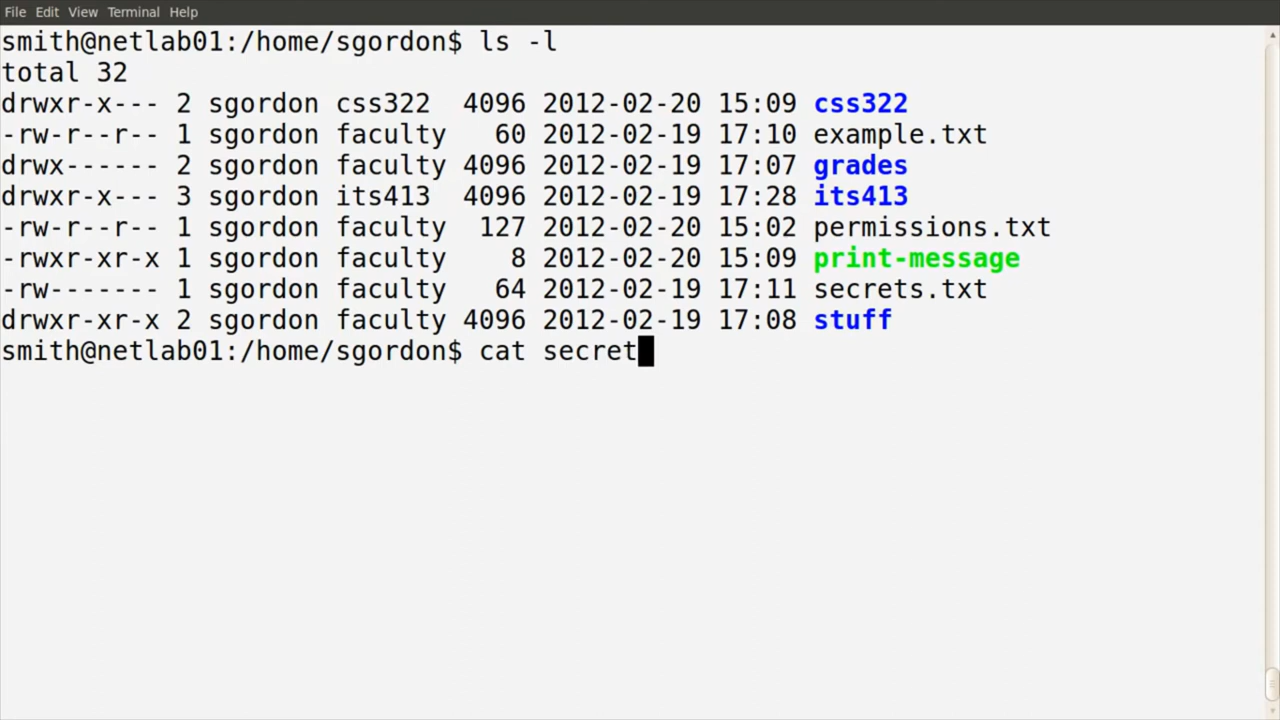 File Edit View Terminal Help
smith@netlab01:/home/sgordon$ ls -l
total 32
drwxr-x--- 2 sgordon css322  4096 2012-02-20 15:09 css322
-rw-r--r-- 1 sgordon faculty   60 2012-02-19 17:10 example.txt
drwx------ 2 sgordon faculty 4096 2012-02-19 17:07 grades
drwxr-x--- 3 sgordon its413  4096 2012-02-19 17:28 its413
-rw-r--r-- 1 sgordon faculty  127 2012-02-20 15:02 permissions.txt
-rwxr-xr-x 1 sgordon faculty    8 2012-02-20 15:09 print-message
-rw------- 1 sgordon faculty   64 2012-02-19 17:11 secrets.txt
drwxr-xr-x 2 sgordon faculty 4096 2012-02-19 17:08 stuff
smith@netlab01:/home/sgordon$ cat secret